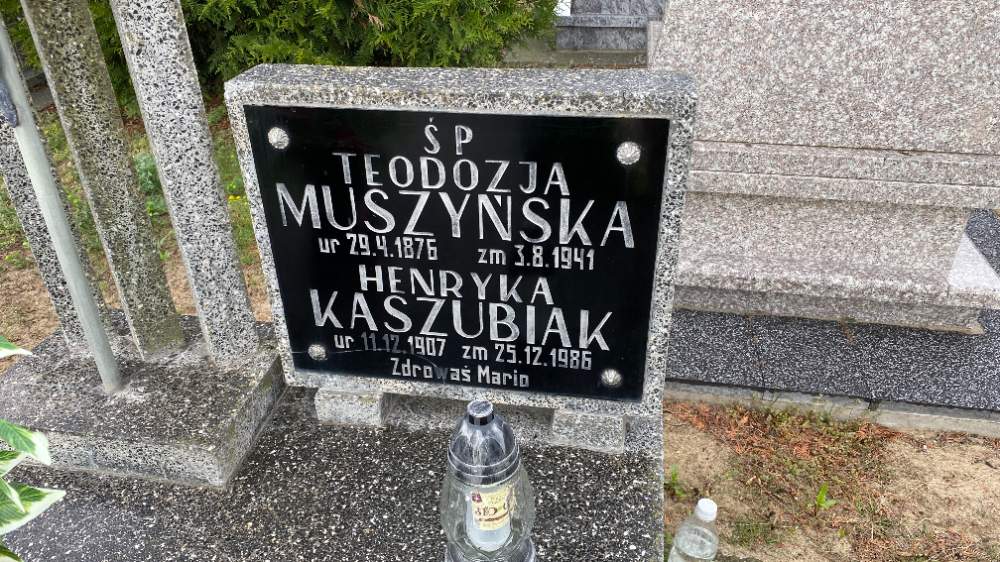 Ś P
TEODOZJA
MUSZYŃSKA
ur 29.4.1876 zm 3.8.1941
HENRYKA
KASZUBIAK
ur 11.12.1907 zm 25.12.1986
Zdrowaś Mario